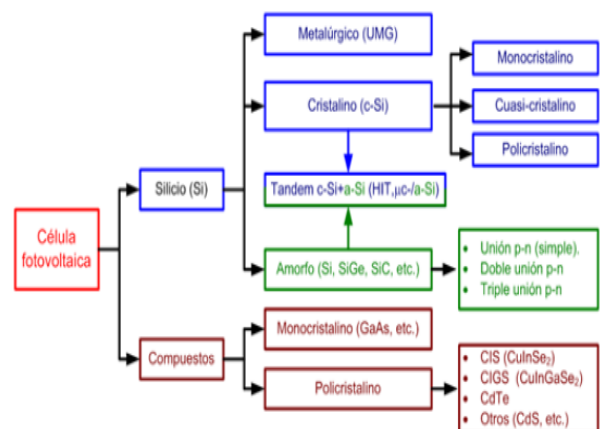 Metalúrgico (UMG)
Monocristalino
Cristalino (c-Si)
Cuasi-cristalino
Policristalino
Silicio (Si)
Tandem c-Si+a-Si (HIT,μc-/a-Si)
Célula
fotovoltaica
Amorfo (Si, SiGe, SiC, etc.)
• Unión p-n (simple).
• Doble unión p-n
• Triple unión p-n
Monocristalino (GaAs, etc.)
Compuestos
Policristalino
• CIS (CuInSe₂)
• CIGS (CuInGaSe₂)
• CdTe
• Otros (CdS, etc.)